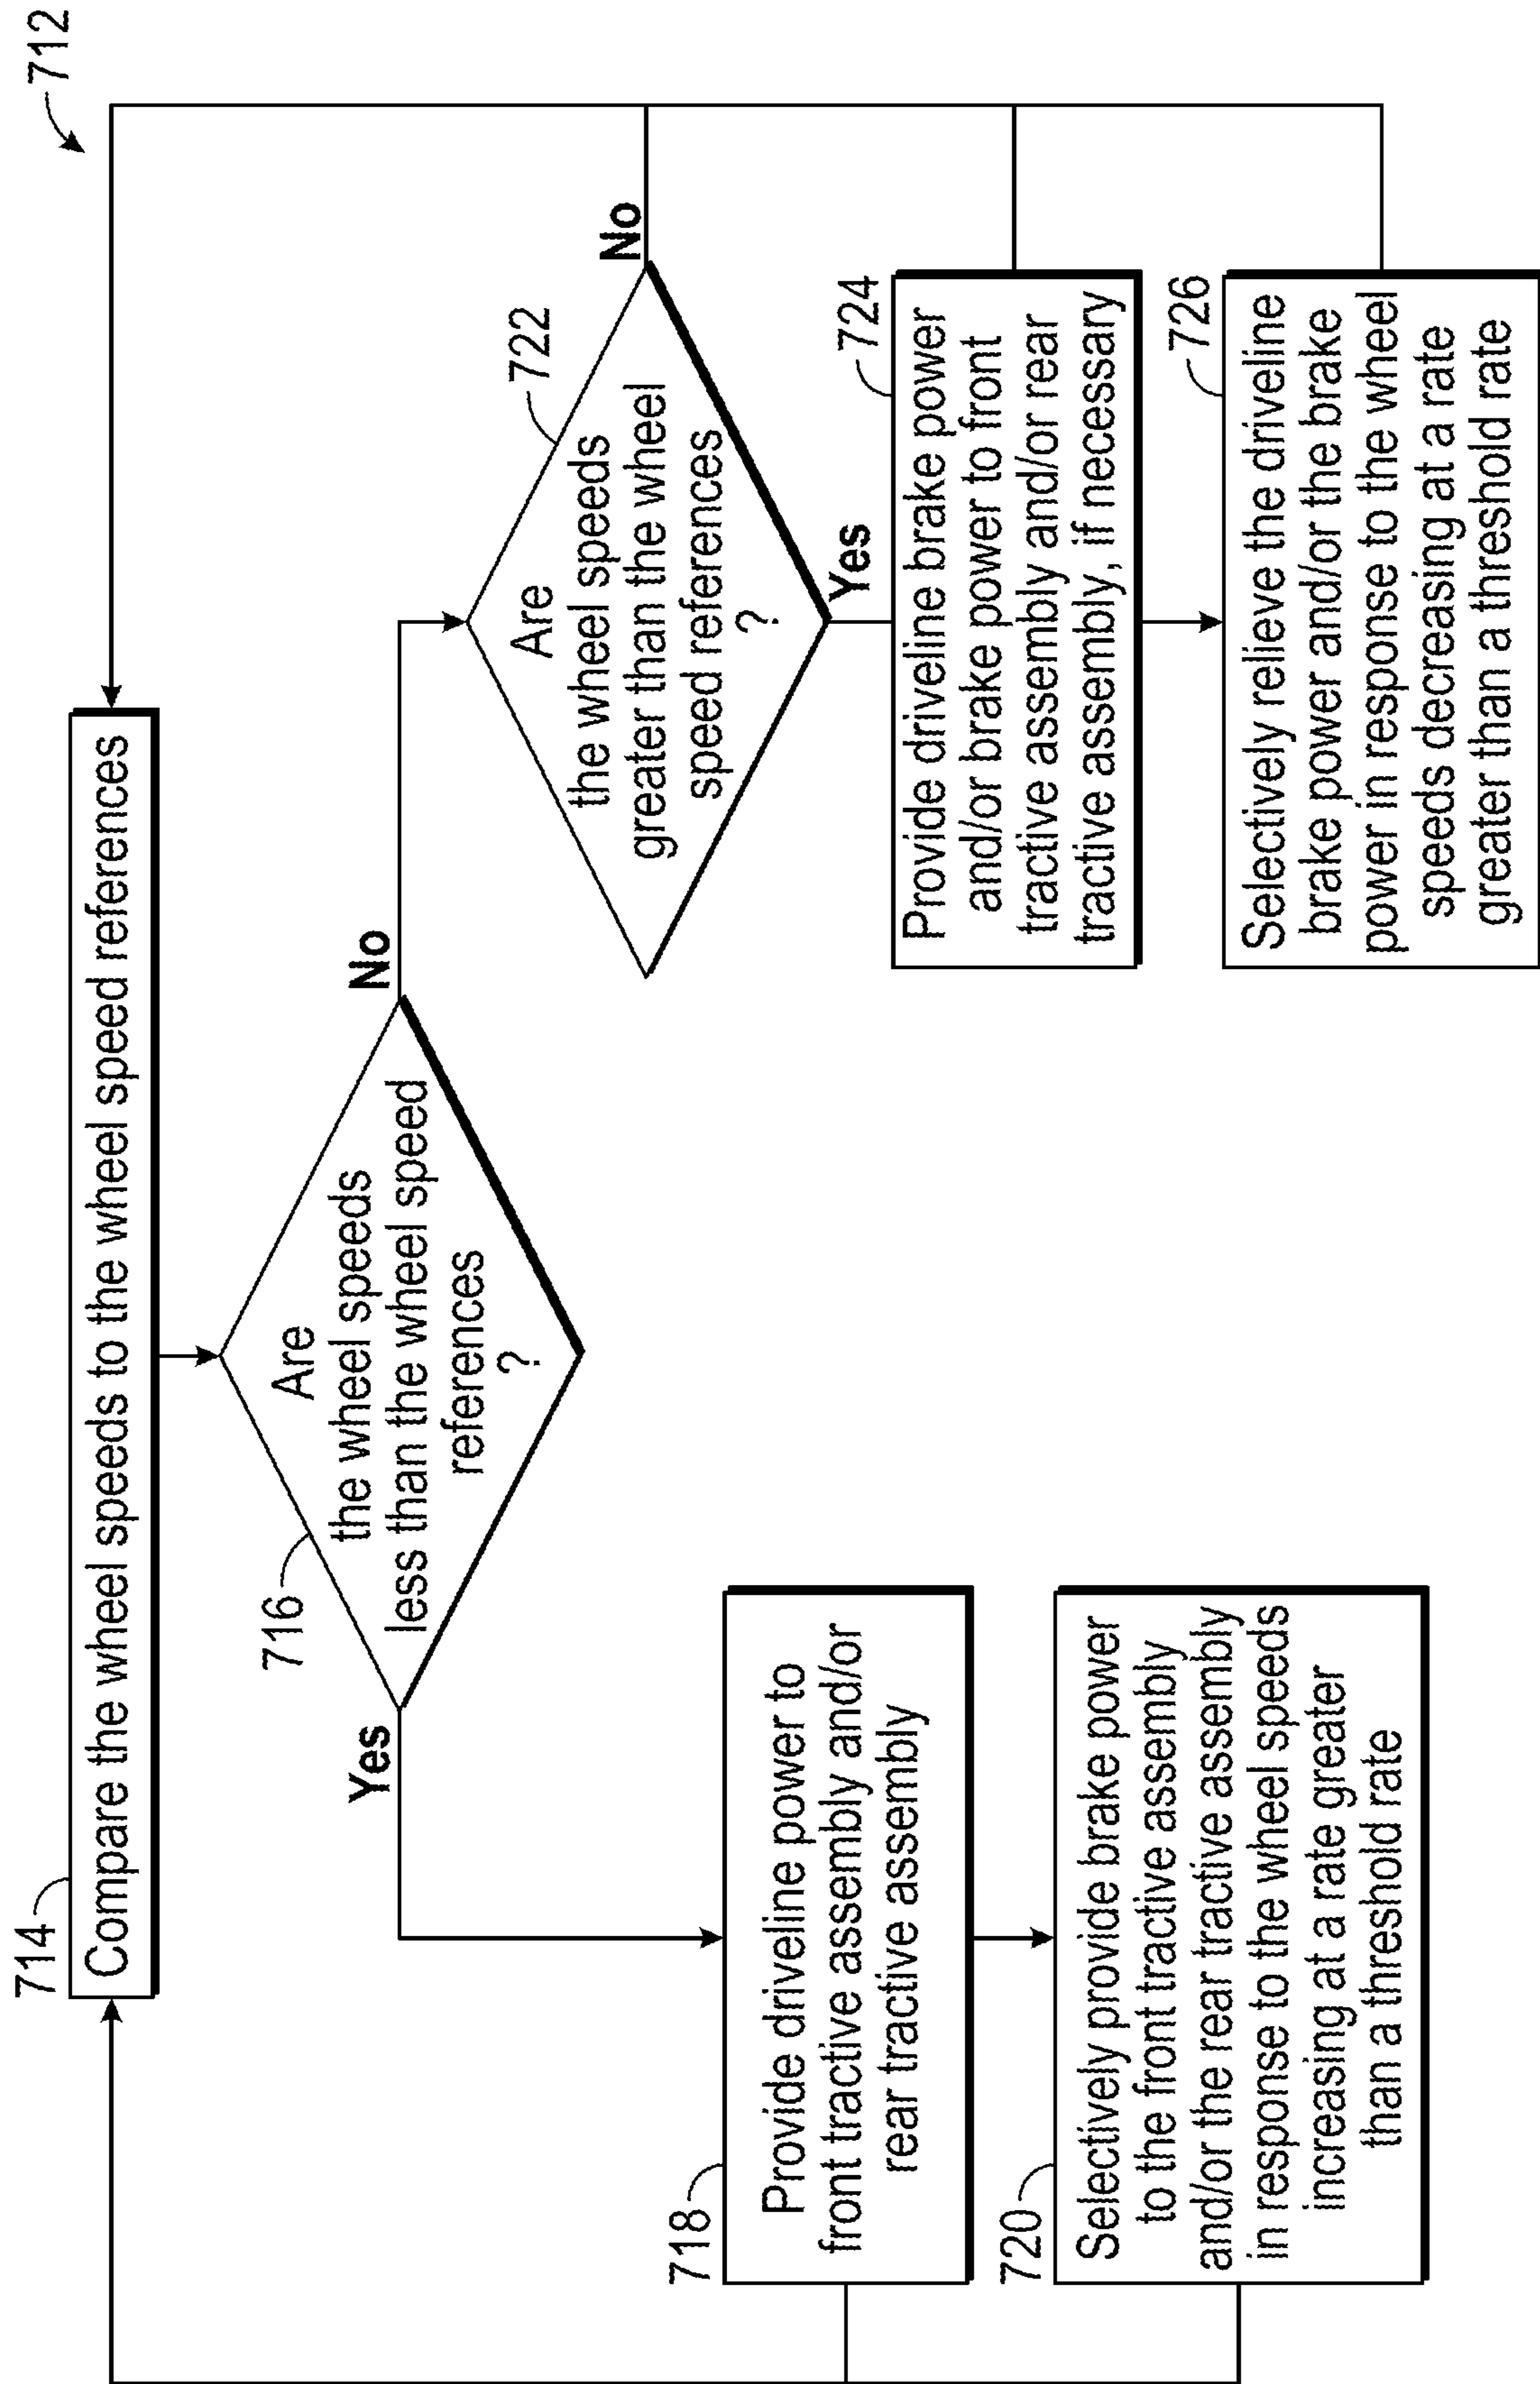 712
714
Compare the wheel speeds to the wheel speed references
716
Are
the wheel speeds
less than the wheel speed
references
?
Yes
No
718
Provide driveline power to
front tractive assembly and/or
rear tractive assembly
720
Selectively provide brake power
to the front tractive assembly
and/or the rear tractive assembly
in response to the wheel speeds
increasing at a rate greater
than a threshold rate
722
Are
the wheel speeds
greater than the wheel
speed references
?
No
Yes
724
Provide driveline brake power
and/or brake power to front
tractive assembly and/or rear
tractive assembly, if necessary
726
Selectively relieve the driveline
brake power and/or the brake
power in response to the wheel
speeds decreasing at a rate
greater than a threshold rate